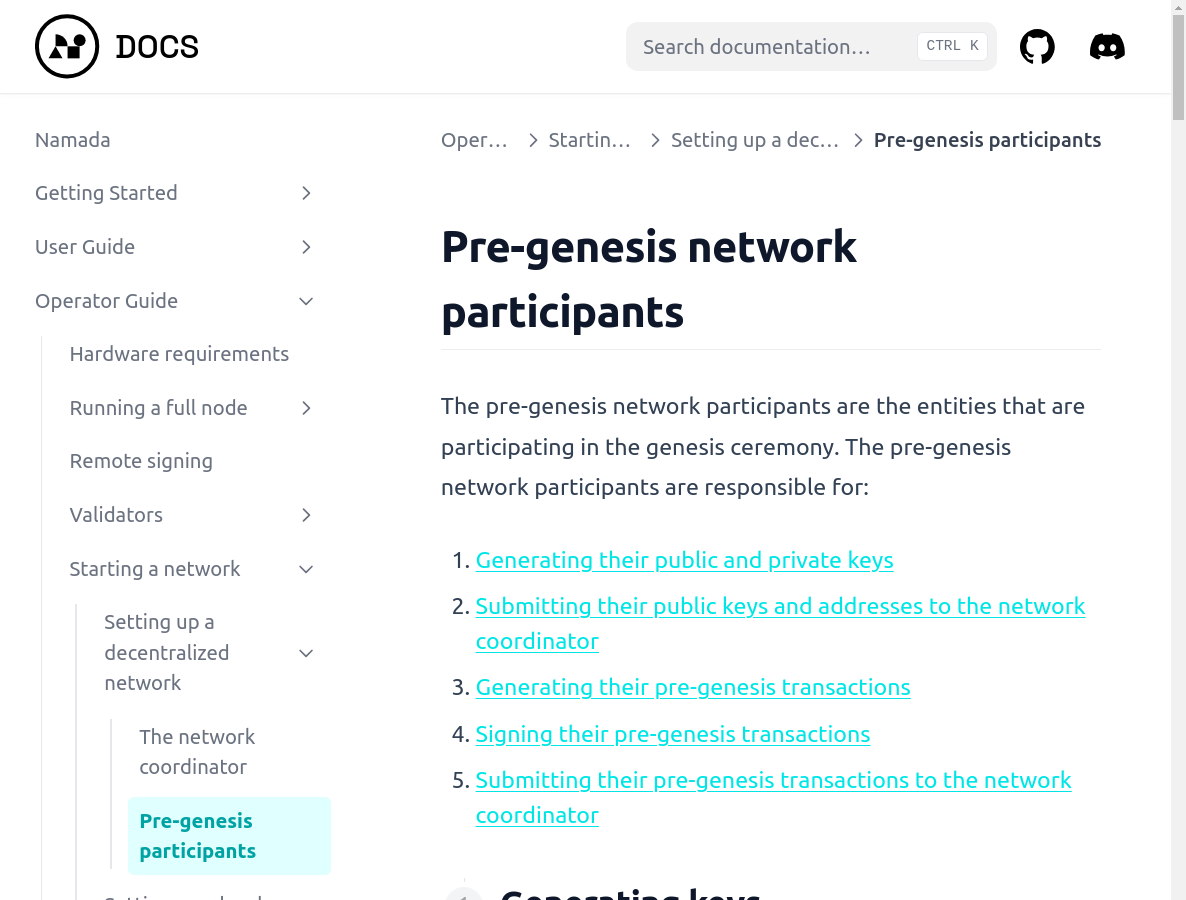 DOCS
Search documentation…
CTRL K
Namada
Getting Started
User Guide
Operator Guide
Hardware requirements
Running a full node
Remote signing
Validators
Starting a network
Setting up a
decentralized
network
The network
coordinator
Pre-genesis
participants
Oper… Startin… Setting up a dec… Pre-genesis participants
Pre-genesis network
participants
The pre-genesis network participants are the entities that are
participating in the genesis ceremony. The pre-genesis
network participants are responsible for:
1. Generating their public and private keys
2. Submitting their public keys and addresses to the network
coordinator
3. Generating their pre-genesis transactions
4. Signing their pre-genesis transactions
5. Submitting their pre-genesis transactions to the network
coordinator
Generating keys